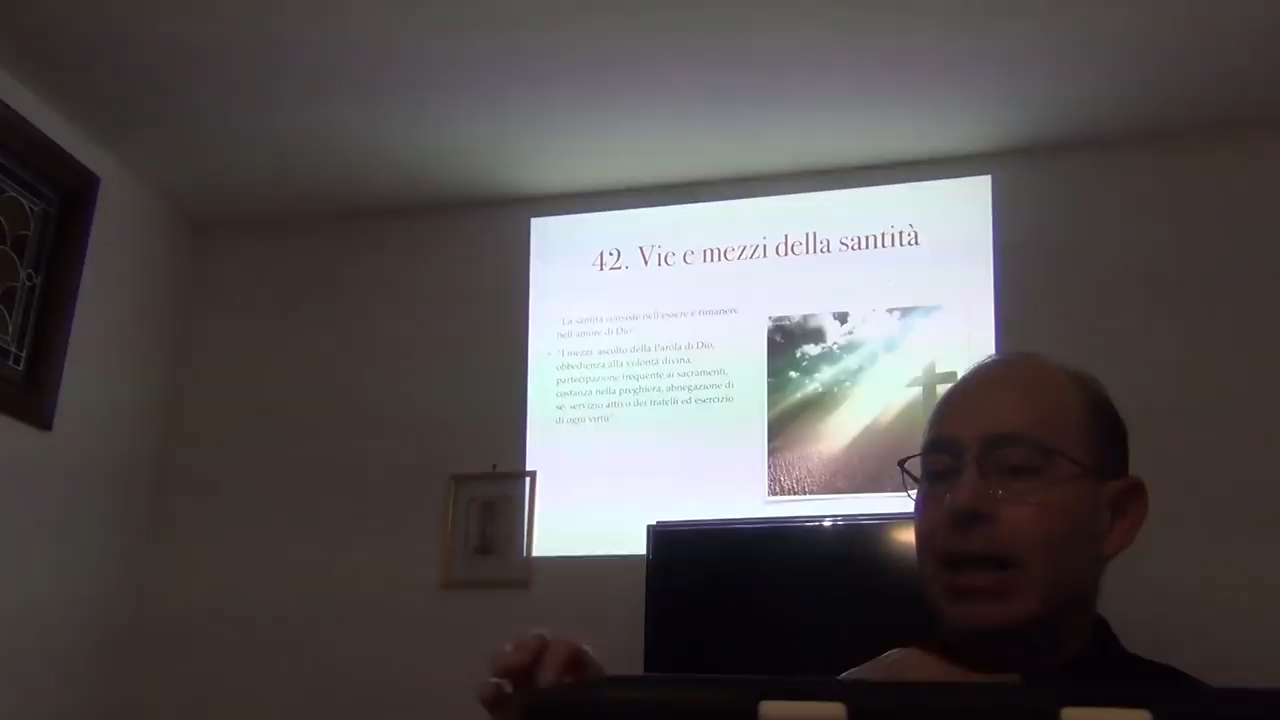 42. Vie e mezzi della santità
"La santità consiste nell'essere e rimanere
nell'amore di Dio"
"I mezzi: ascolto della Parola di Dio,
obbedienza alla volontà divina,
partecipazione frequente ai sacramenti,
costanza nella preghiera, abnegazione di
sé, servizio attivo dei fratelli ed esercizio
di ogni virtù"